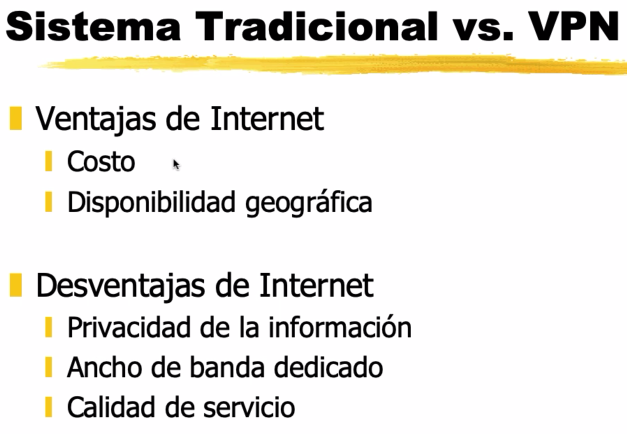 Sistema Tradicional vs. VPN
Ventajas de Internet
Costo
Disponibilidad geográfica
Desventajas de Internet
Privacidad de la información
Ancho de banda dedicado
Calidad de servicio